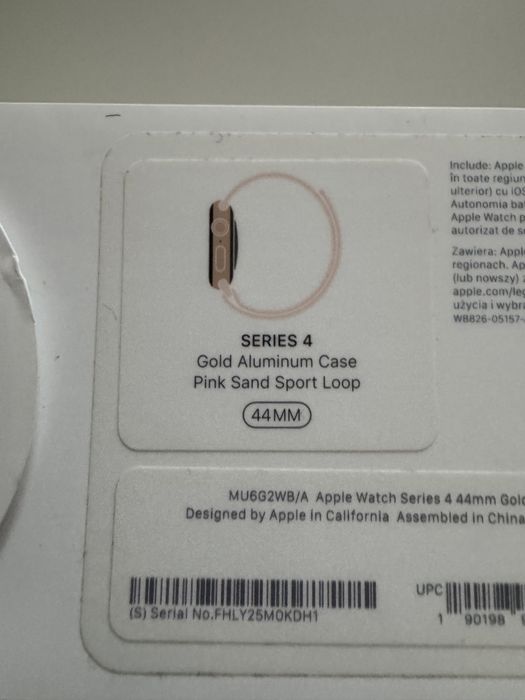 SERIES 4
Gold Aluminum Case
Pink Sand Sport Loop
44MM
Include: Apple
în toate regiun
ulterior) cu iOS
Autonomia ba
Apple Watch p
autorizat de se
Zawiera: Apple
regionach. Ap
(lub nowszy) z
apple.com/leg
użycia i wybra
W8826-05157-
MU6G2WB/A Apple Watch Series 4 44mm Gold
Designed by Apple in California Assembled in China
(S) Serial No.FHLY25M0KDH1
UPC
1 90198